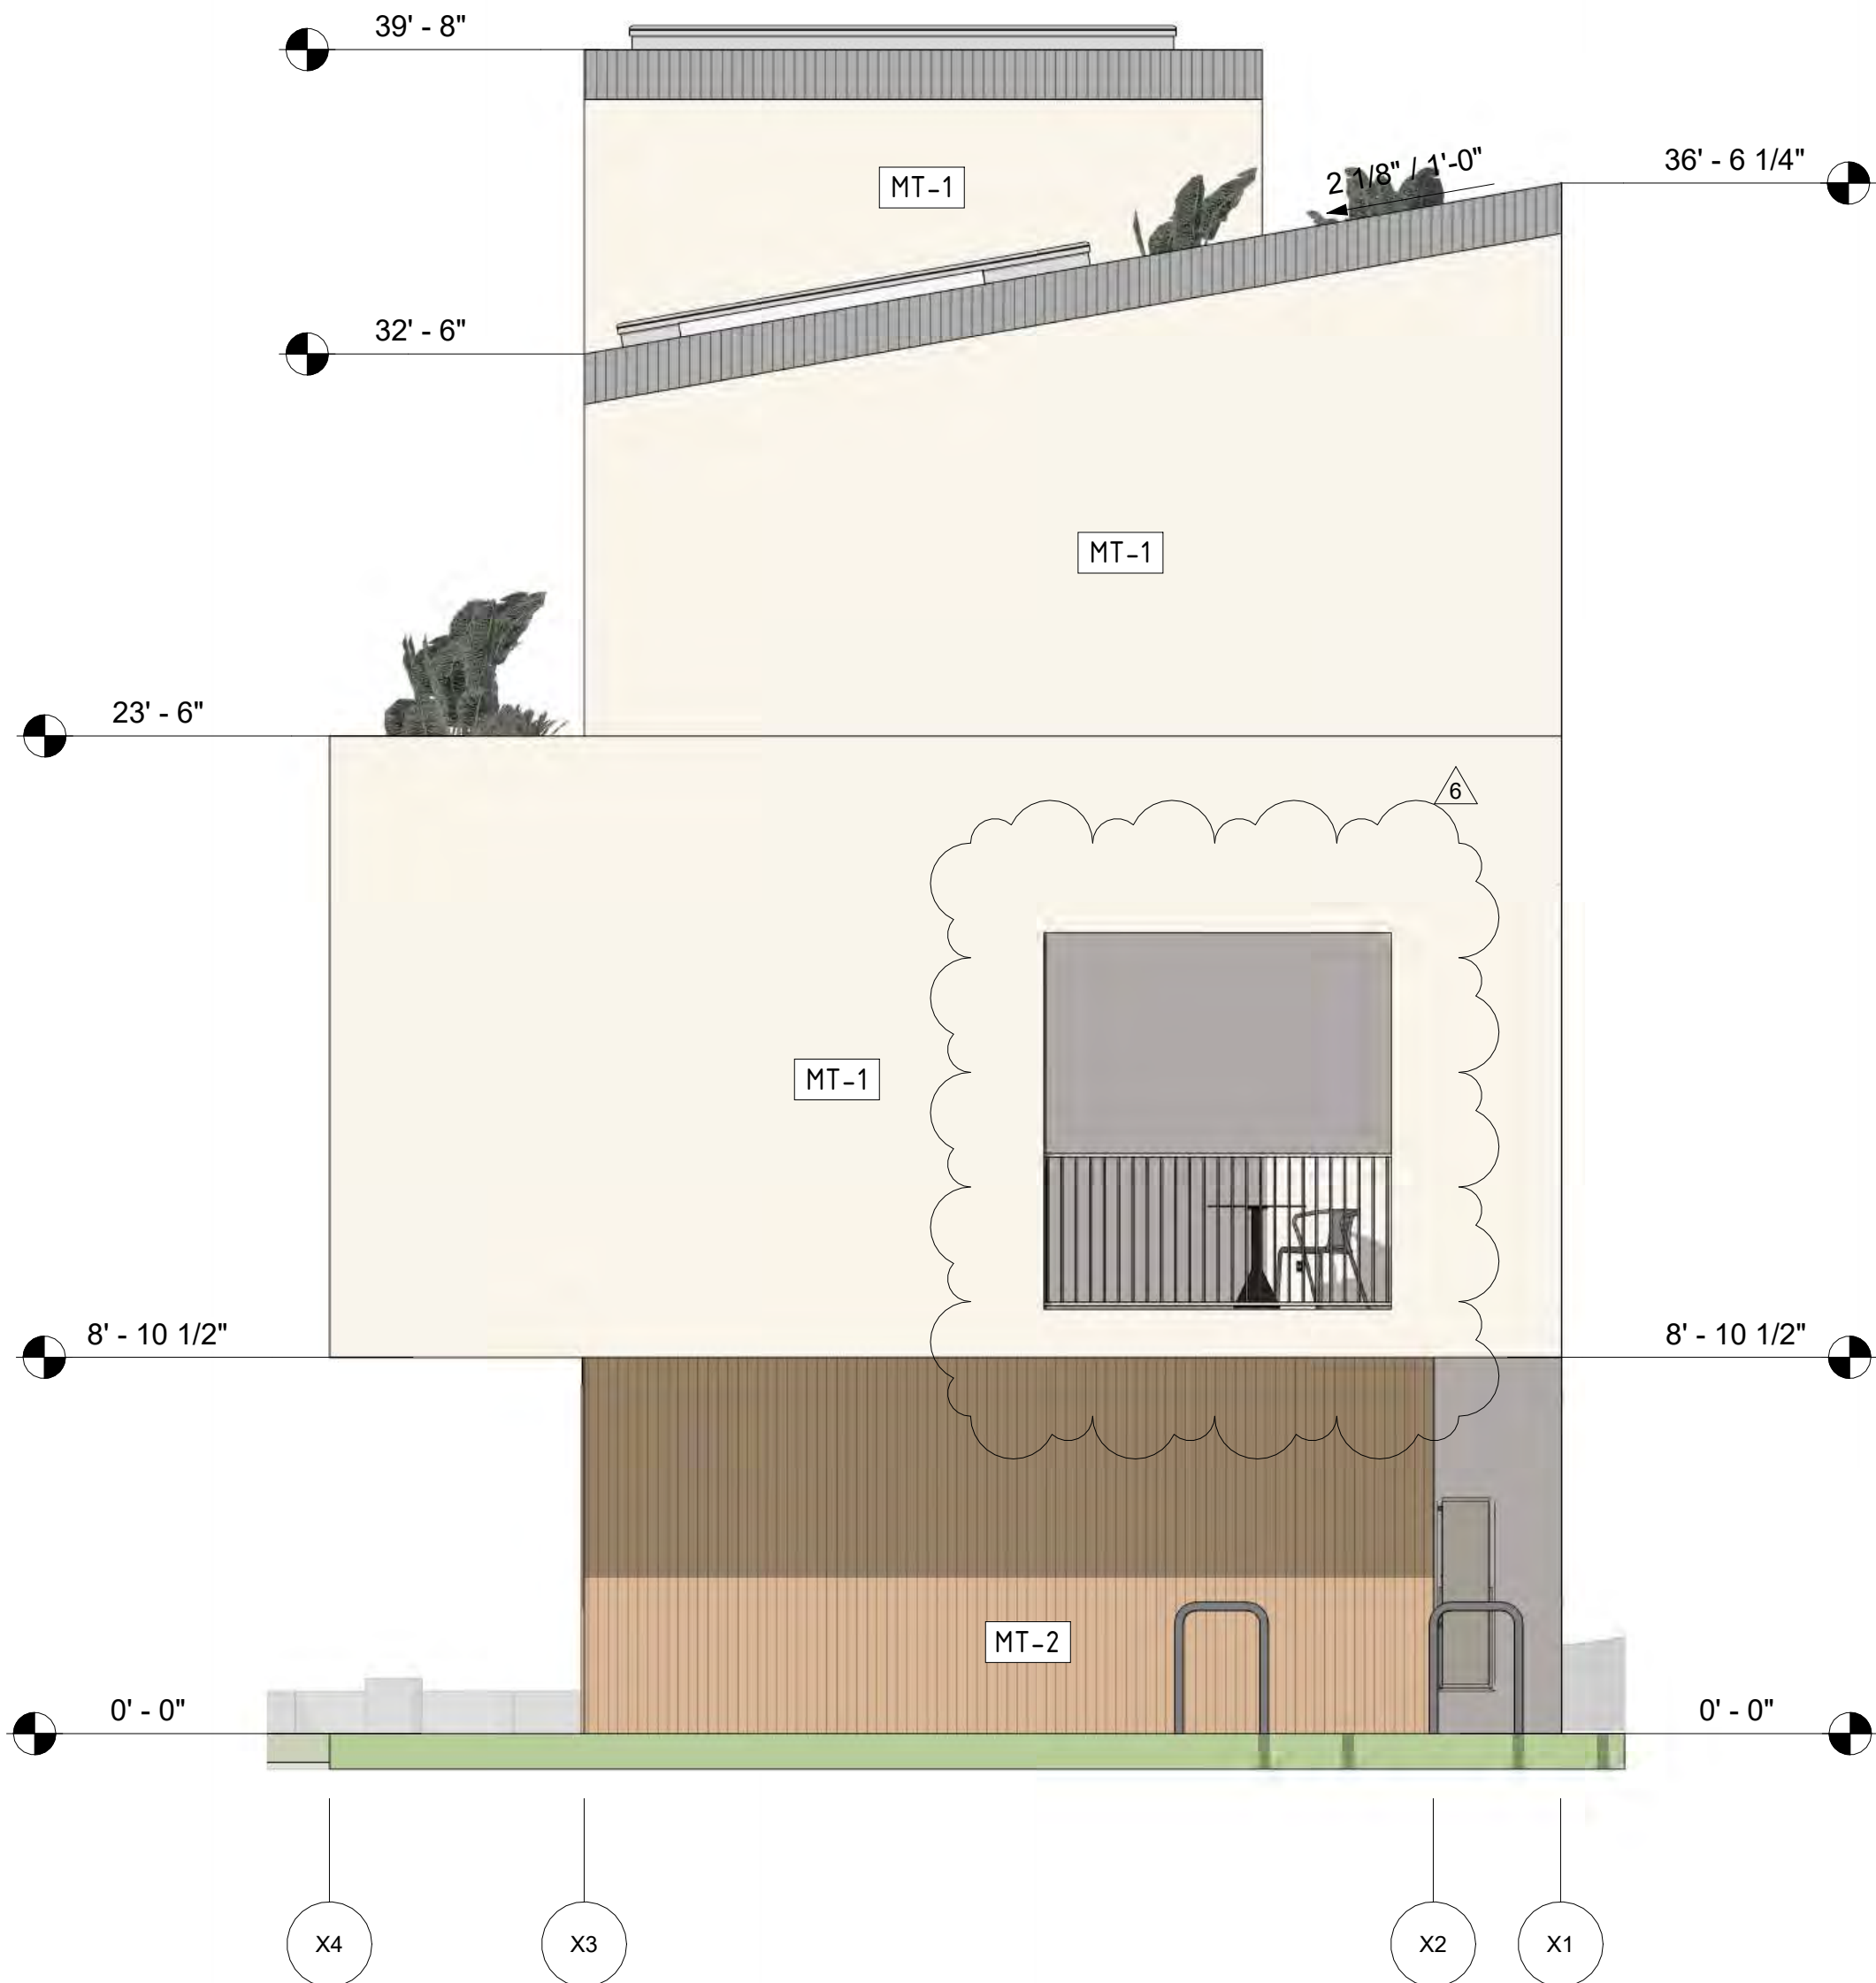 39' - 8"
MT-1
2 1/8" / 1'-0"
36' - 6 1/4"
32' - 6"
MT-1
23' - 6"
6
MT-1
8' - 10 1/2"
8' - 10 1/2"
MT-2
0' - 0"
0' - 0"
X4
X3
X2
X1